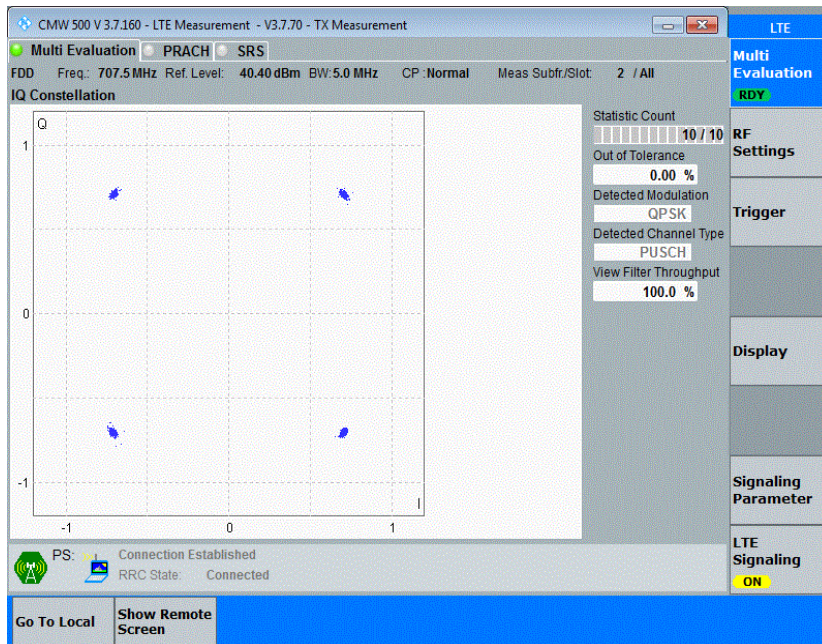 CMW 500 V 3.7.160 - LTE Measurement - V3.7.70 - TX Measurement
LTE
Multi Evaluation PRACH SRS
FDD Freq.: 707.5 MHz Ref. Level: 40.40 dBm BW: 5.0 MHz CP : Normal Meas Subfr./Slot: 2 / All
IQ Constellation
Q
1
0
-1
-1 0 1
I
Statistic Count
10 / 10
Out of Tolerance
0.00 %
Detected Modulation
QPSK
Detected Channel Type
PUSCH
View Filter Throughput
100.0 %
Multi
Evaluation
RDY
RF
Settings
Trigger
Display
Signaling
Parameter
LTE
Signaling
ON
PS: Connection Established
RRC State: Connected
Go To Local
Show Remote
Screen